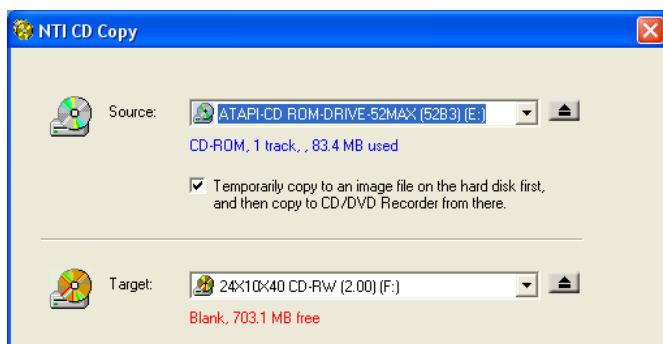 NTI CD Copy
Source:
ATAPI-CD ROM-DRIVE-52MAX (52B3) (E:)
CD-ROM, 1 track, , 83.4 MB used
Temporarily copy to an image file on the hard disk first,
and then copy to CD/DVD Recorder from there.
Target:
24X10X40 CD-RW (2.00) (F:)
Blank, 703.1 MB free